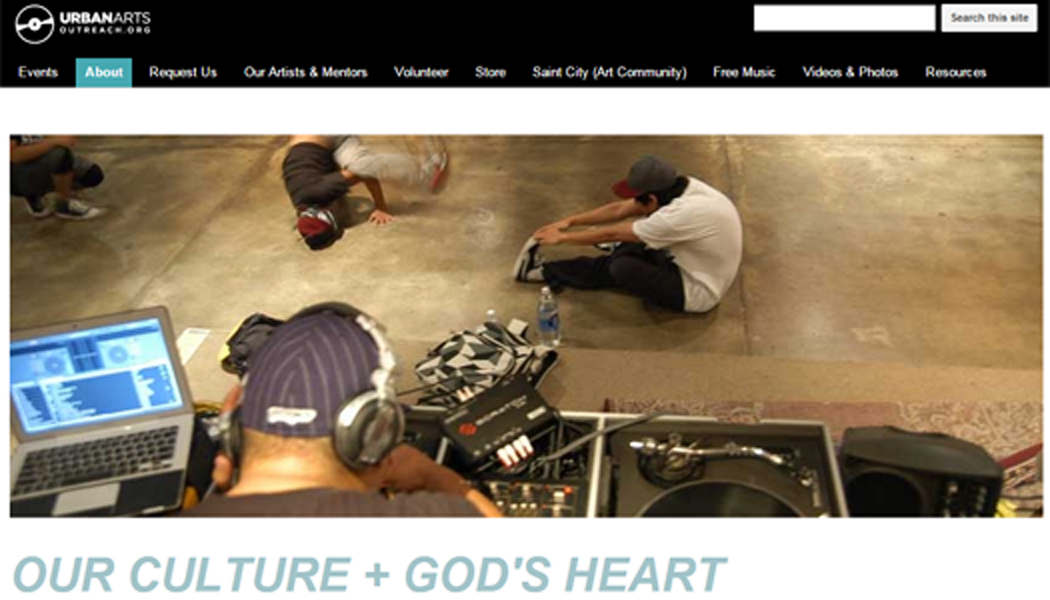 URBANARTS
OUTREACH.ORG
Search this site
Events About Request Us Our Artists & Mentors Volunteer Store Saint City (Art Community) Free Music Videos & Photos Resources
OUR CULTURE + GOD'S HEART